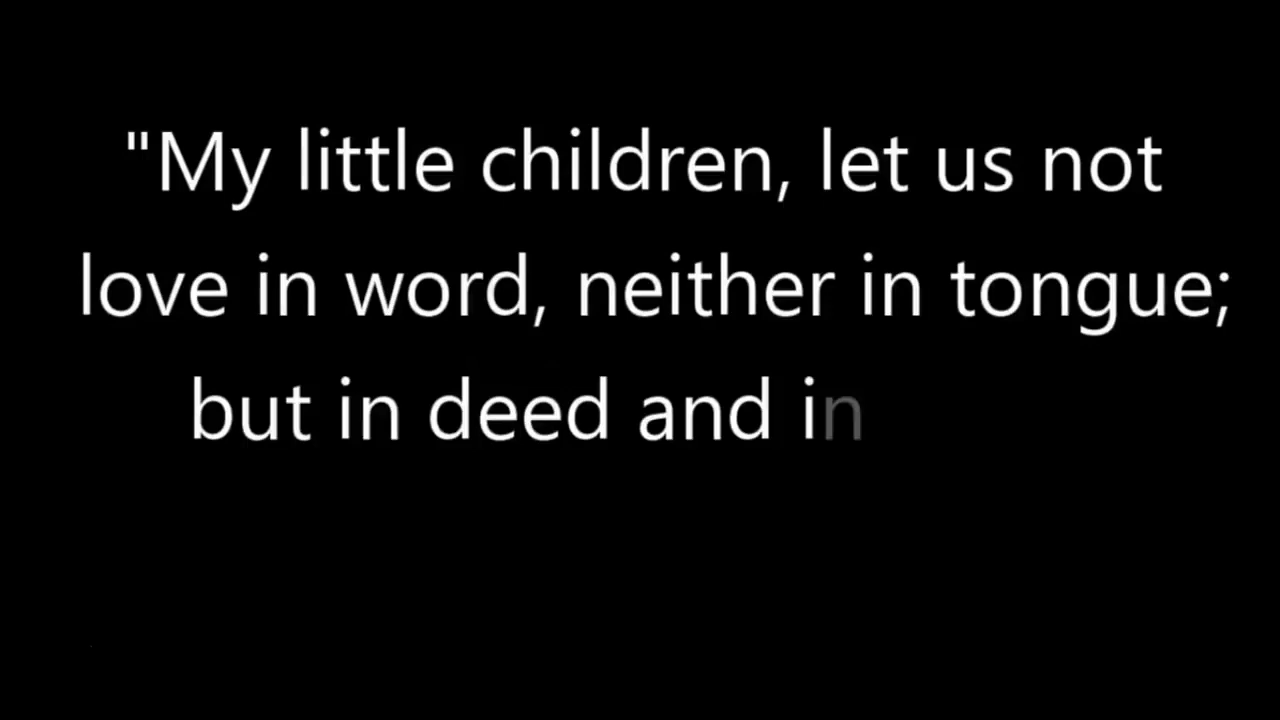 "My little children, let us not
love in word, neither in tongue;
but in deed and in